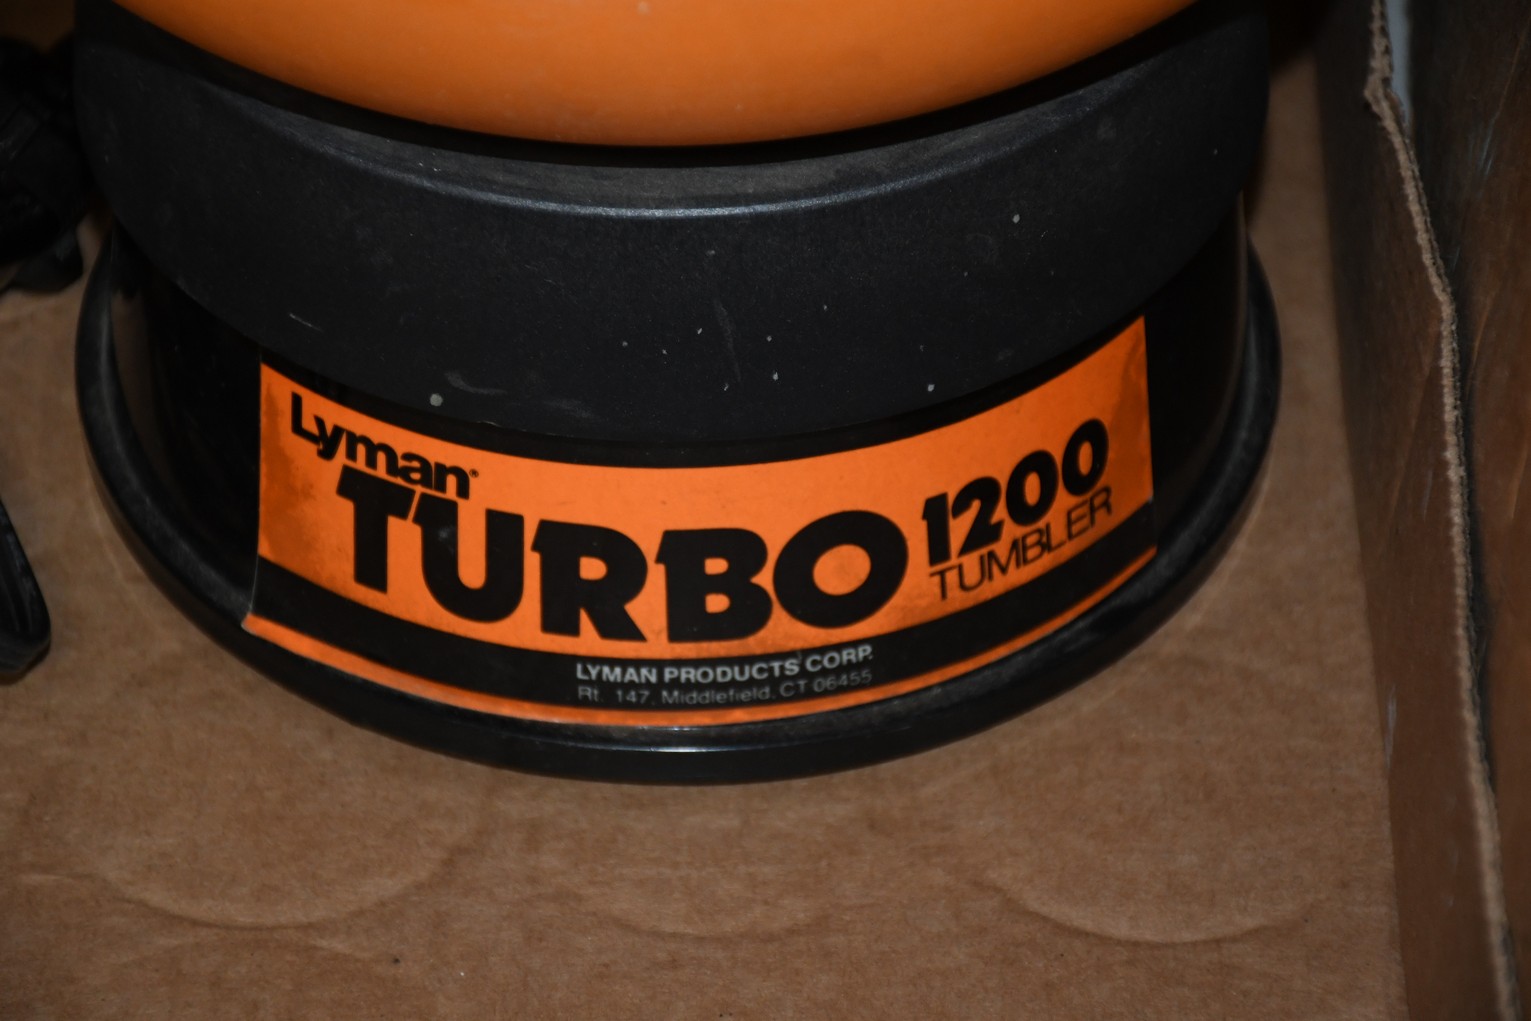 Lyman®
TURBO 1200
TUMBLER
LYMAN PRODUCTS CORP.
Rt. 147, Middlefield, CT 06455